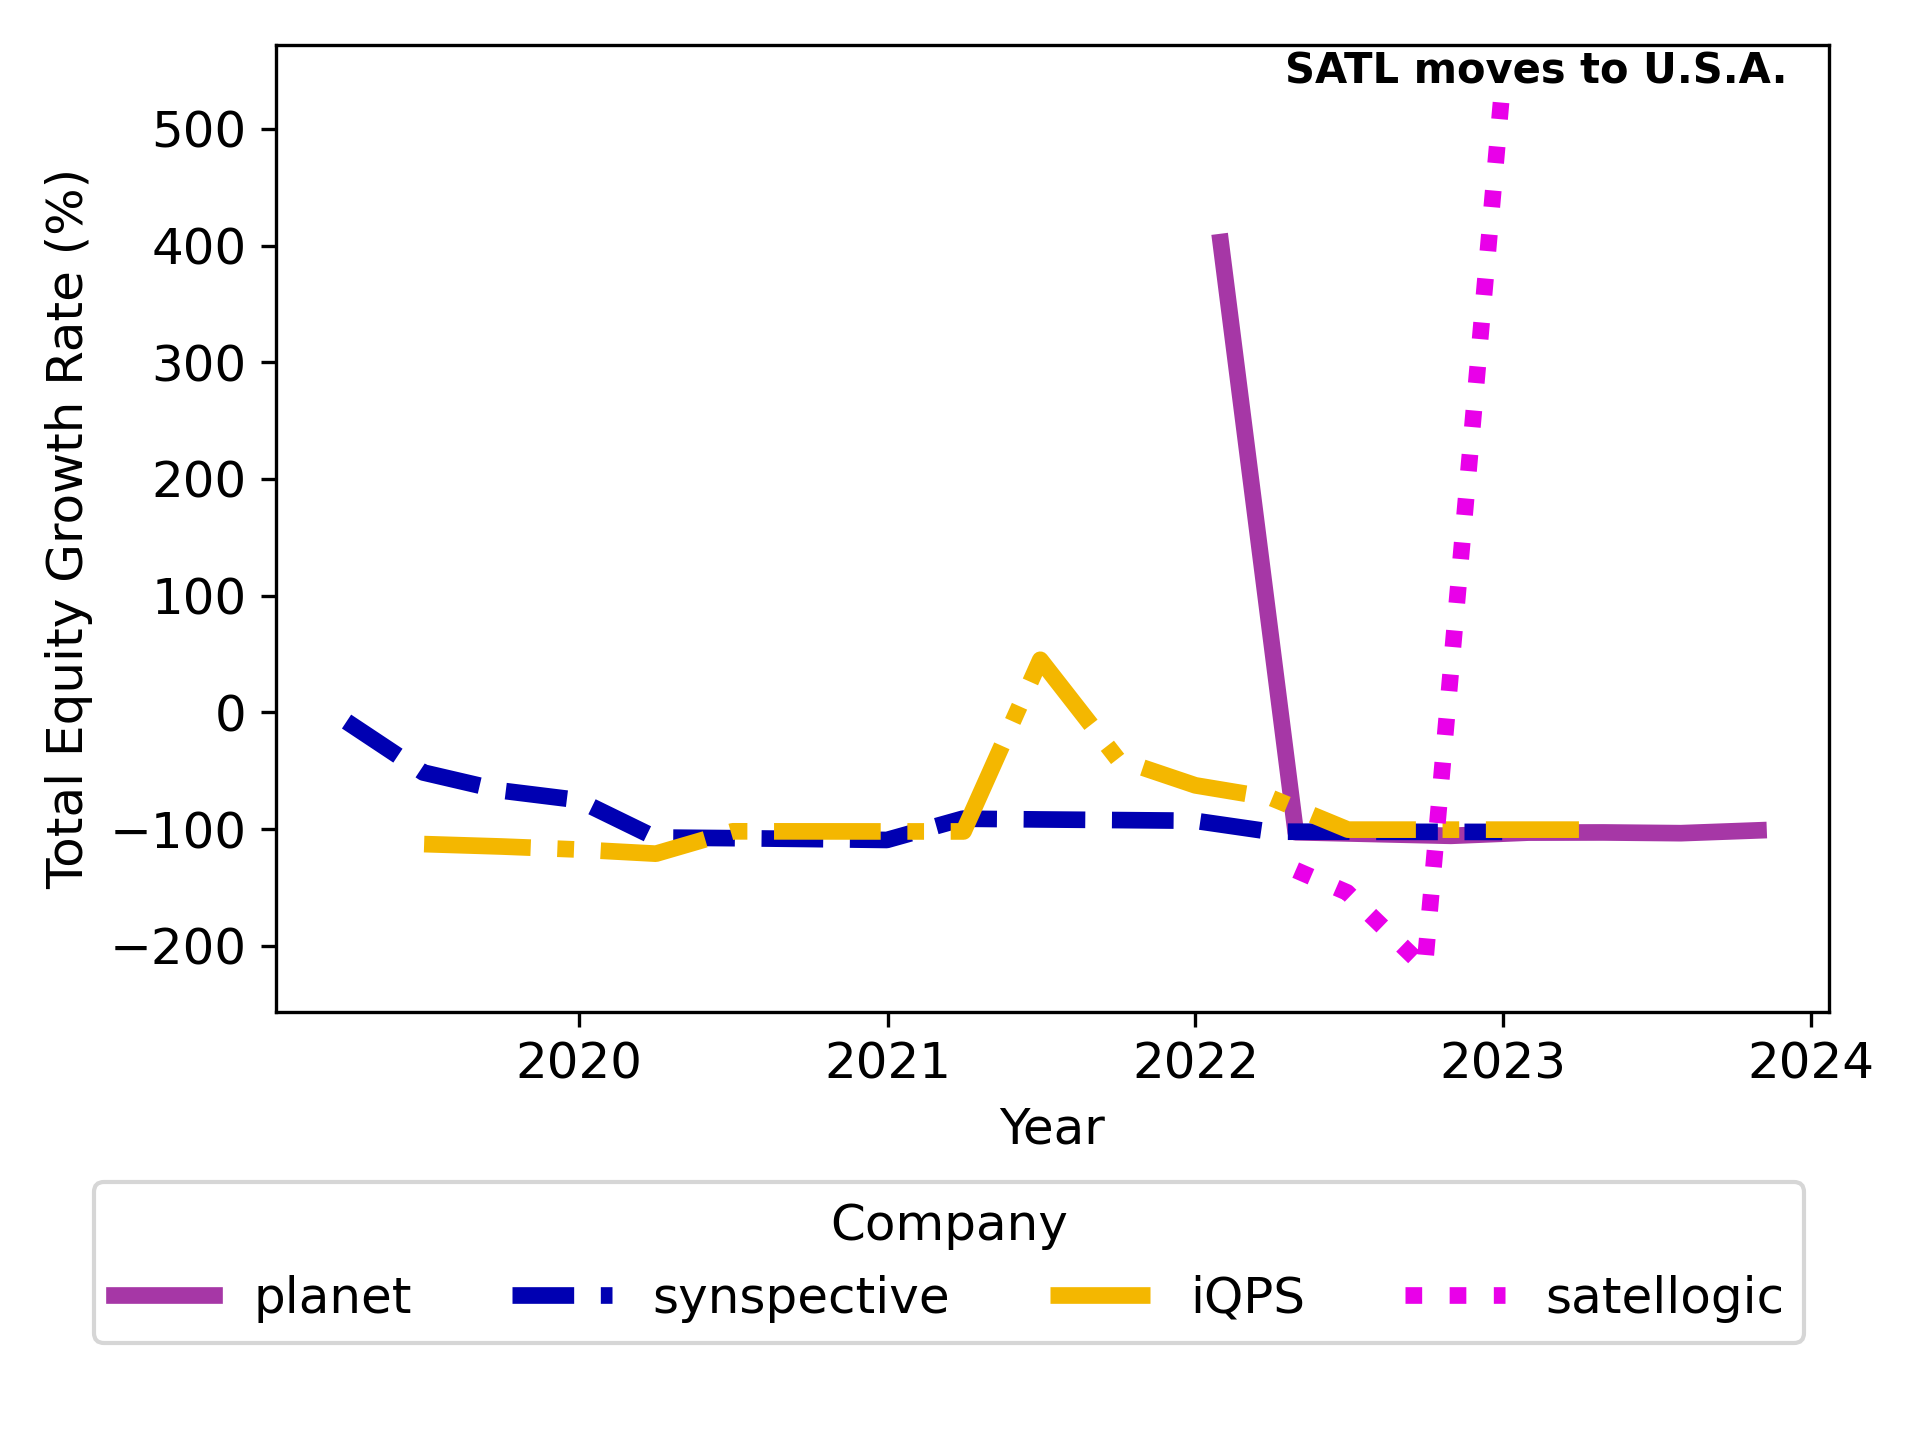 SATL moves to U.S.A.
500
400
300
200
100
0
−100
−200
Total Equity Growth Rate (%)
2020 2021 2022 2023 2024
Year
Company
planet synspective iQPS satellogic